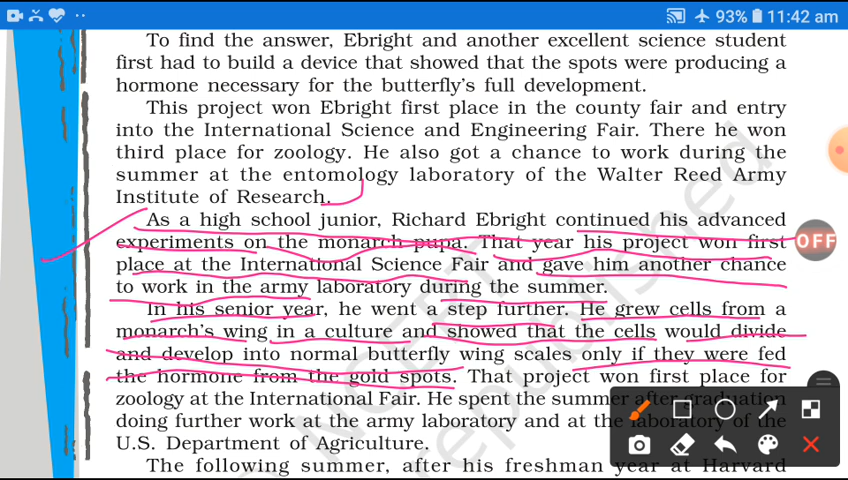 93% 11:42 am
To find the answer, Ebright and another excellent science student
first had to build a device that showed that the spots were producing a
hormone necessary for the butterfly's full development.
This project won Ebright first place in the county fair and entry
into the International Science and Engineering Fair. There he won
third place for zoology. He also got a chance to work during the
summer at the entomology laboratory of the Walter Reed Army
Institute of Research.
As a high school junior, Richard Ebright continued his advanced
experiments on the monarch pupa. That year his project won first
OFF
place at the International Science Fair and gave him another chance
to work in the army laboratory during the summer.
In his senior year, he went a step further. He grew cells from a
monarch's wing in a culture and showed that the cells would divide
and develop into normal butterfly wing scales only if they were fed
the hormone from the gold spots. That project won first place for
zoology at the International Fair. He spent the summer after graduation
doing further work at the army laboratory and at the laboratory of the
U.S. Department of Agriculture.
The following summer, after his freshman year at Harvard
NCERT
republished